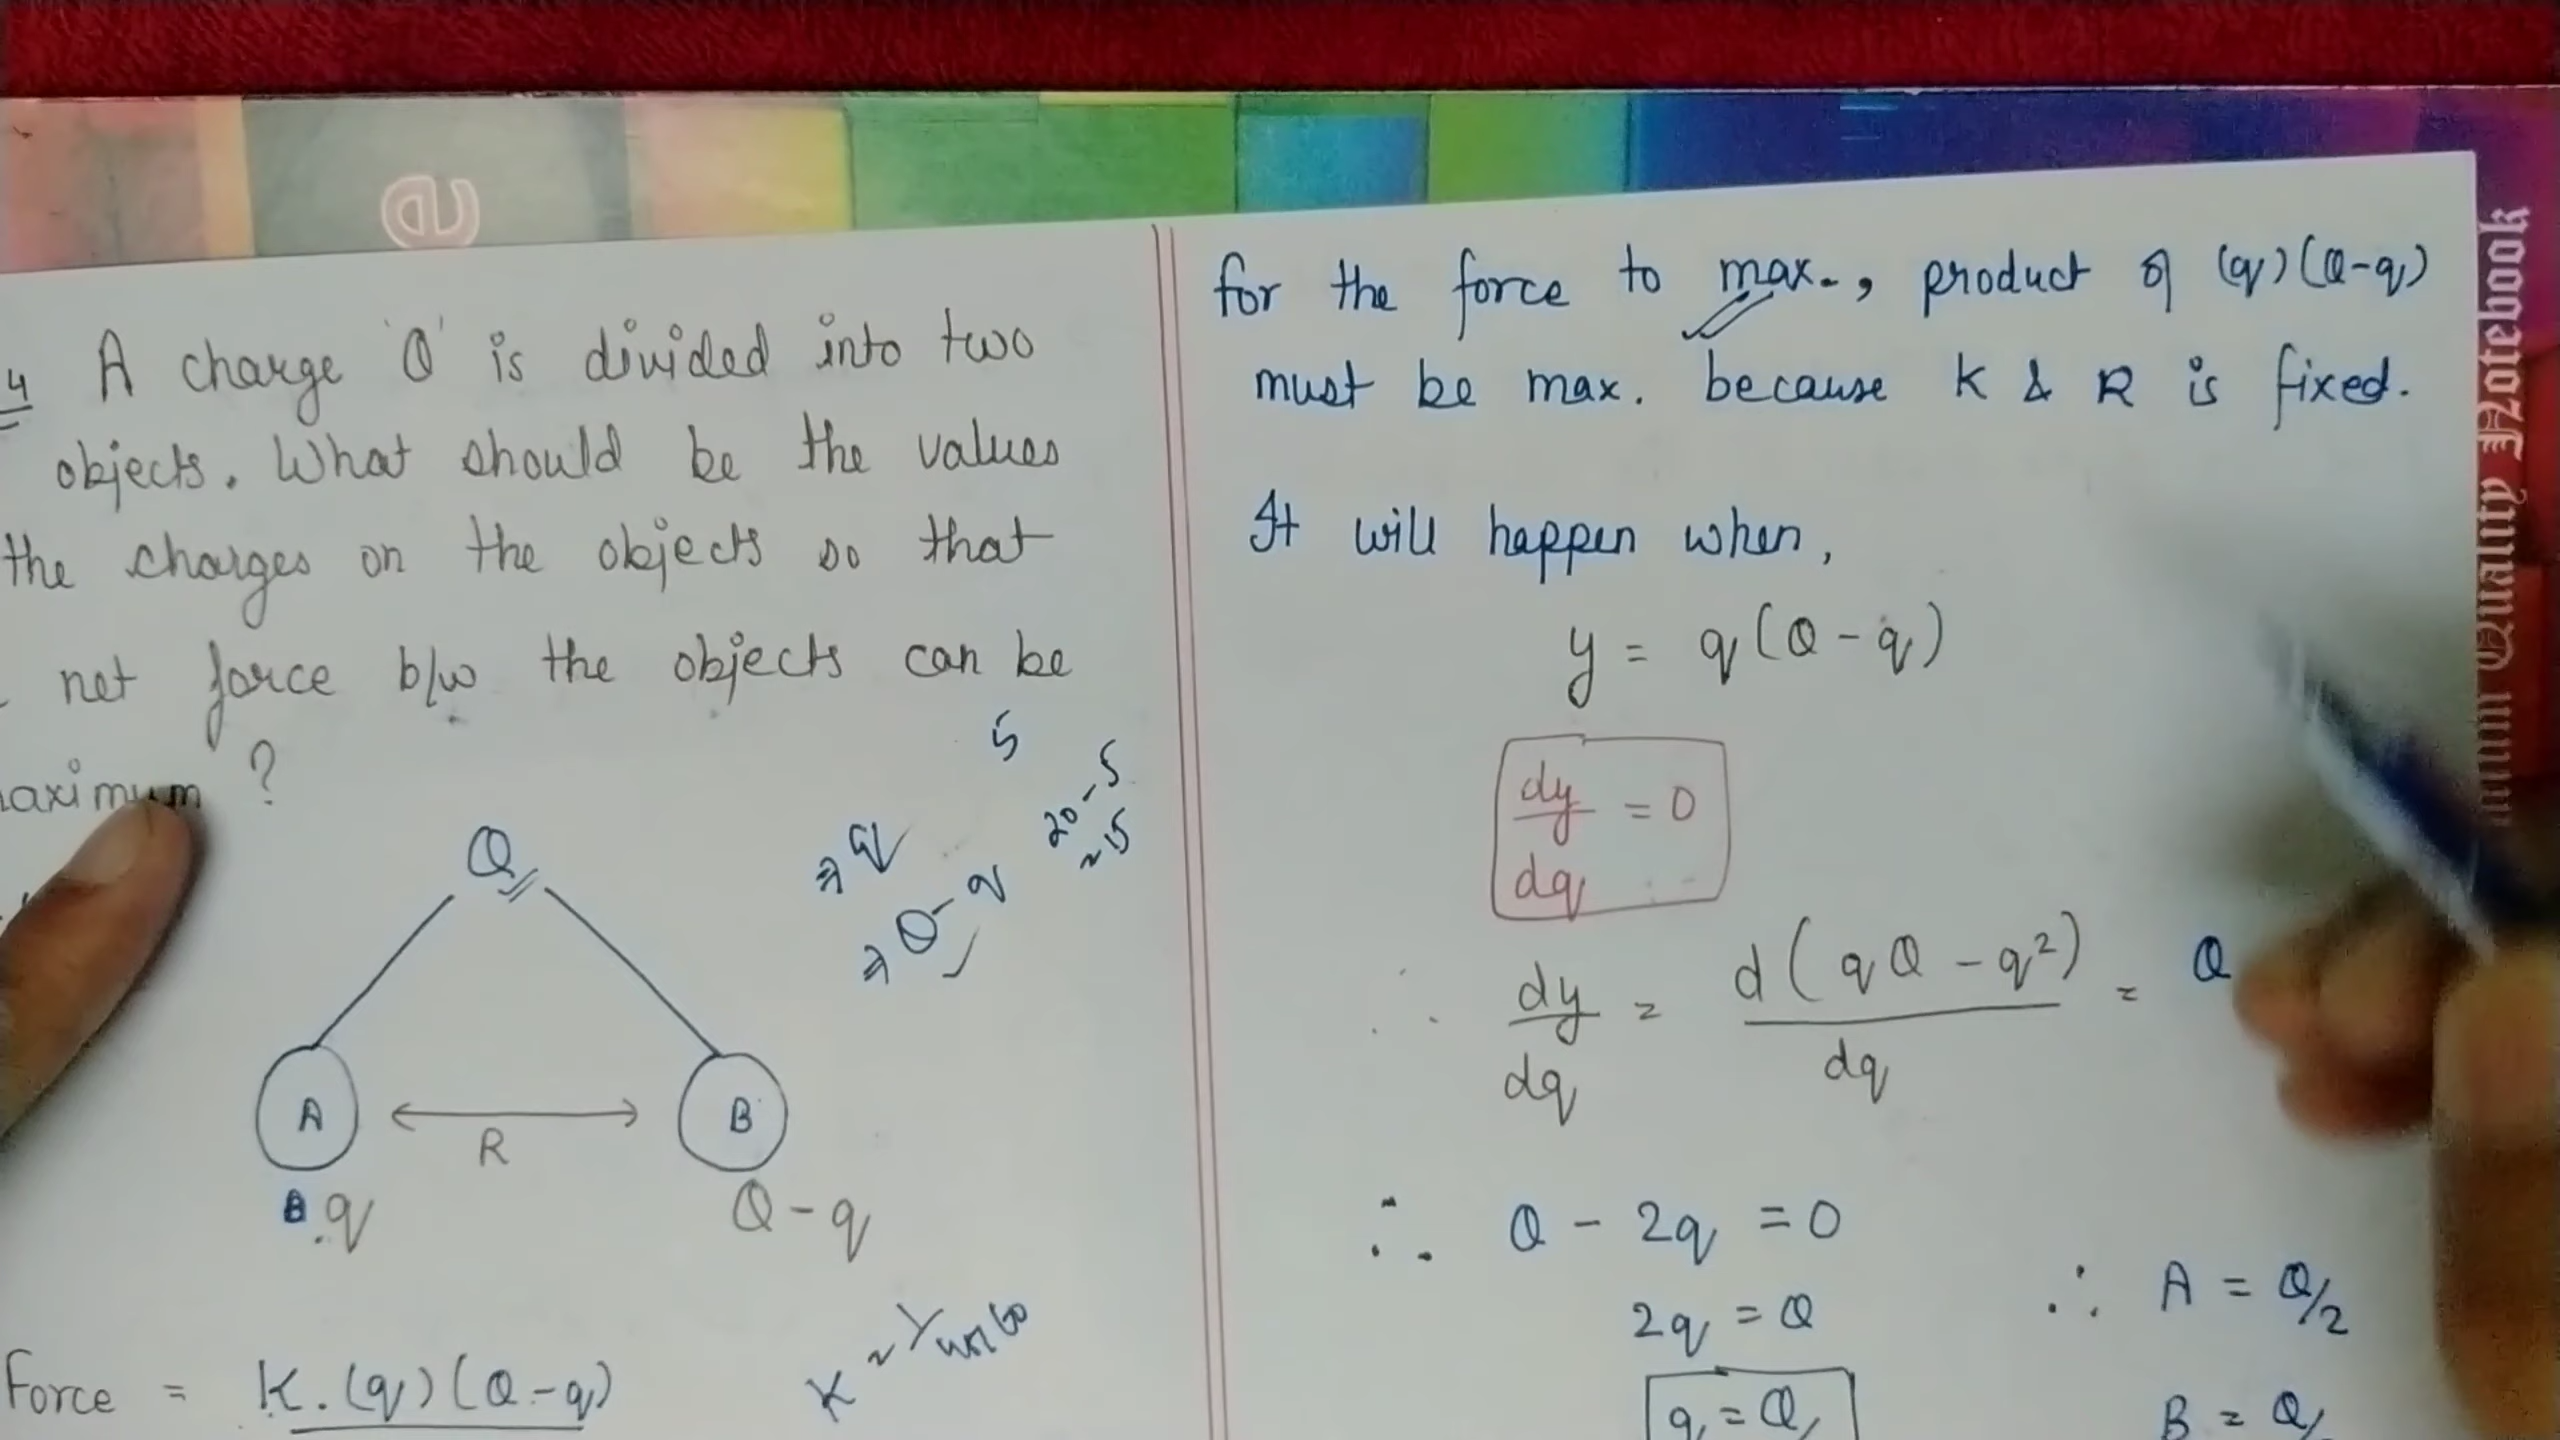 4 A charge 'Q' is divided into two
objects. What should be the values
the charges on the objects so that
net force b/w the objects can be
aximum ?
5
20-5
~15
⇒ q
⇒ Q-q
Q
A
B
R
q
Q-q
Force = K.(q)(Q-q)
K
for the force to max., product of (q)(Q-q)
must be max. because K & R is fixed.
It will happen when,
y = q(Q-q)
dy/dq = 0
dy/dq = d(qQ-q²)/dq = Q
∴ Q - 2q = 0
2q = Q
q = Q/
∴ A = Q/2
B = Q/
Quality Notebook